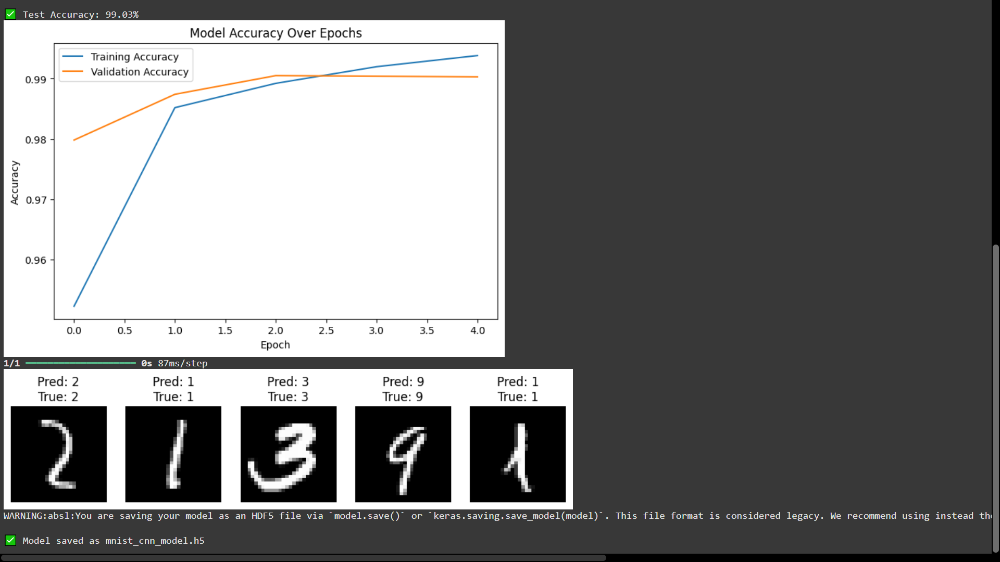 ✅ Test Accuracy: 99.03%
Model Accuracy Over Epochs
Training Accuracy
Validation Accuracy
0.99
0.98
0.97
0.96
Accuracy
0.0 0.5 1.0 1.5 2.0 2.5 3.0 3.5 4.0
Epoch
1/1 ━━━━━━━━━━━━━━━━━━━━ 0s 87ms/step
Pred: 2 Pred: 1 Pred: 3 Pred: 9 Pred: 1
True: 2 True: 1 True: 3 True: 9 True: 1
2 1 3 9 1
WARNING:absl:You are saving your model as an HDF5 file via `model.save()` or `keras.saving.save_model(model)`. This file format is considered legacy. We recommend using instead
✅ Model saved as mnist_cnn_model.h5